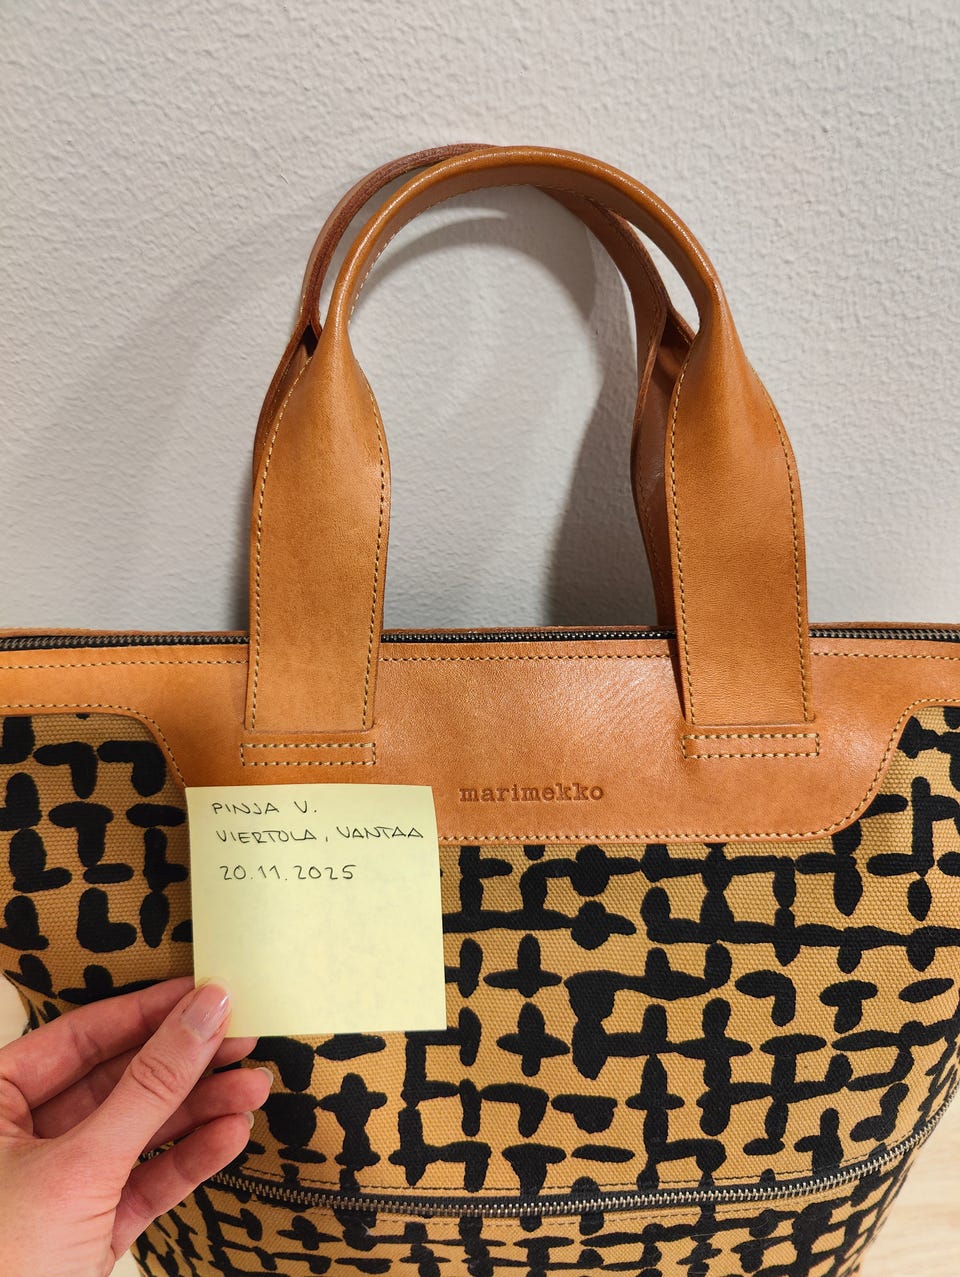 marimekko
PINJA V.
VIERTOLA, VANTAA
20.11.2025